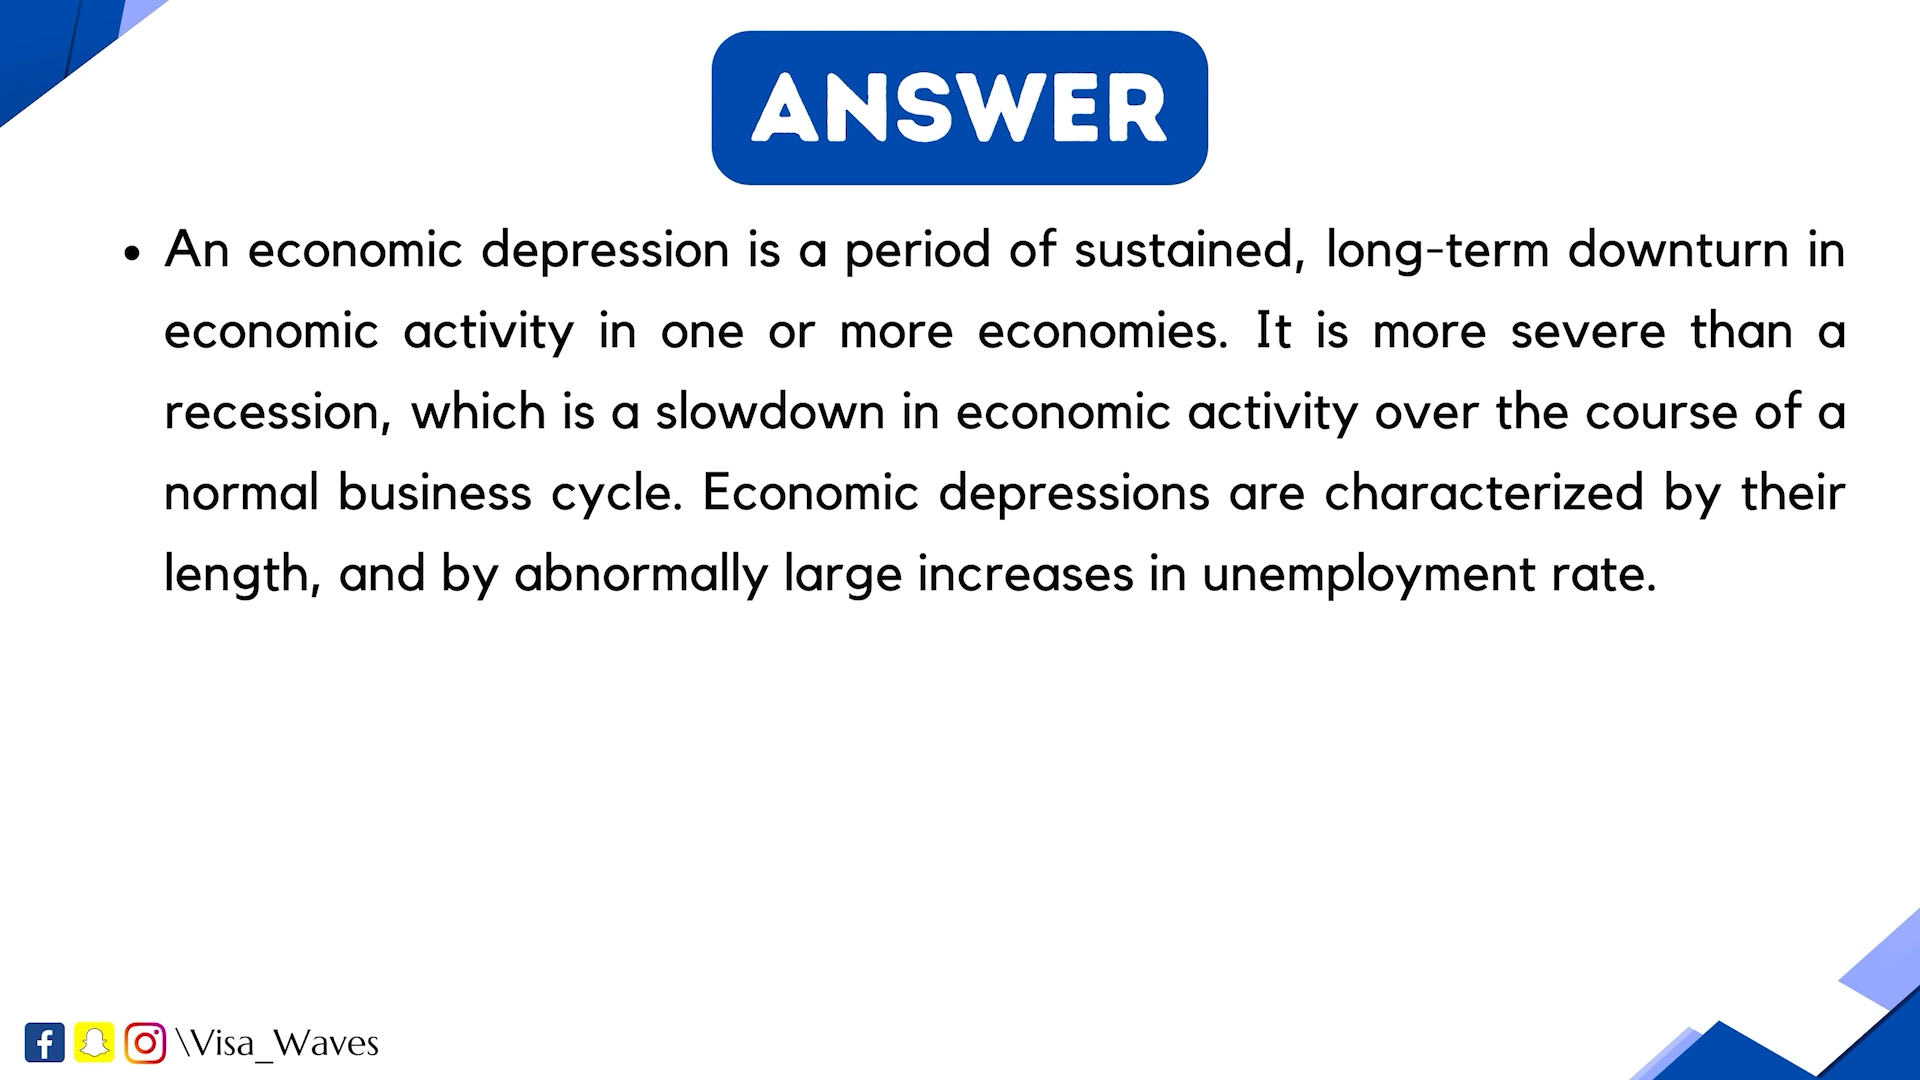 ANSWER
• An economic depression is a period of sustained, long-term downturn in
economic activity in one or more economies. It is more severe than a
recession, which is a slowdown in economic activity over the course of a
normal business cycle. Economic depressions are characterized by their
length, and by abnormally large increases in unemployment rate.
\Visa_Waves